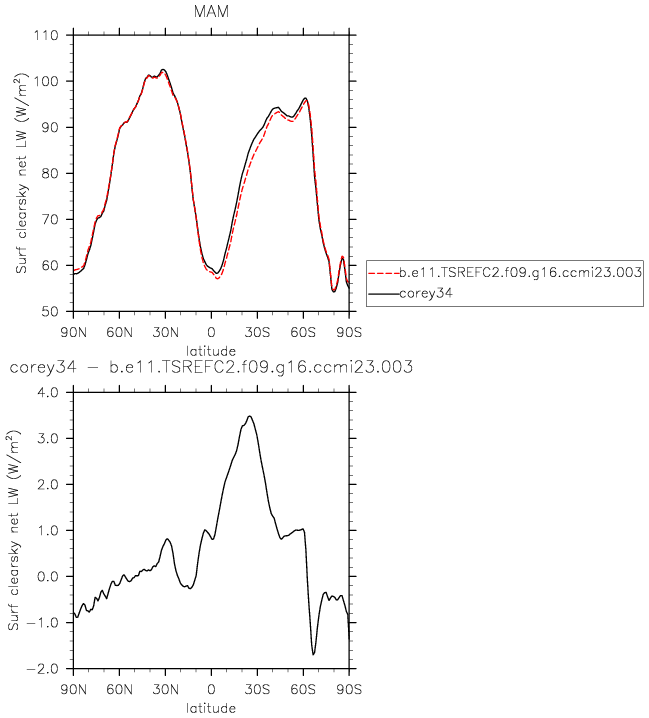 MAM
Surf clearsky net LW (W/m²)
110
100
90
80
70
60
50
90N 60N 30N 0 30S 60S 90S
latitude
b.e11.TSREFC2.f09.g16.ccmi23.003
corey34
corey34 − b.e11.TSREFC2.f09.g16.ccmi23.003
Surf clearsky net LW (W/m²)
4.0
3.0
2.0
1.0
0.0
−1.0
−2.0
90N 60N 30N 0 30S 60S 90S
latitude